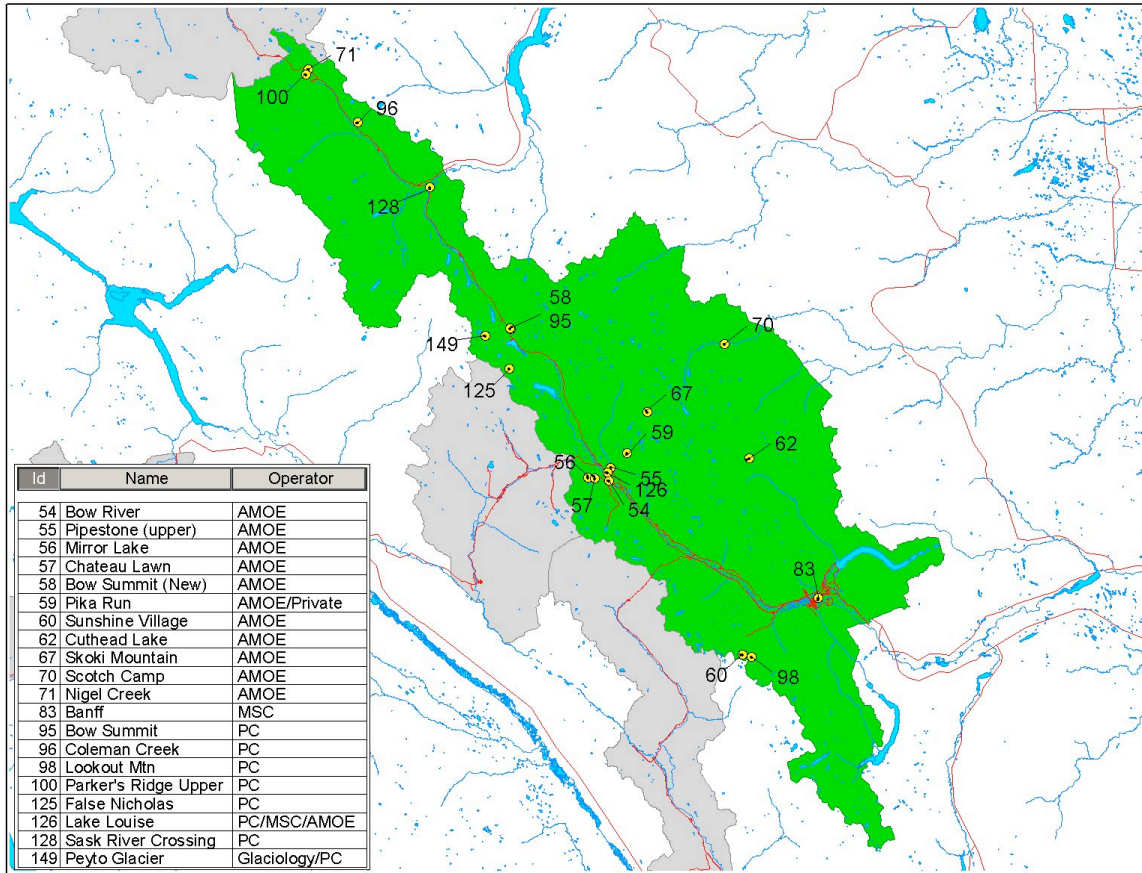 71
100
96
128
58
95
149
125
70
67
59
62
56
55
126
57
54
83
60
98
Id Name Operator
54 Bow River AMOE
55 Pipestone (upper) AMOE
56 Mirror Lake AMOE
57 Chateau Lawn AMOE
58 Bow Summit (New) AMOE
59 Pika Run AMOE/Private
60 Sunshine Village AMOE
62 Cuthead Lake AMOE
67 Skoki Mountain AMOE
70 Scotch Camp AMOE
71 Nigel Creek AMOE
83 Banff MSC
95 Bow Summit PC
96 Coleman Creek PC
98 Lookout Mtn PC
100 Parker's Ridge Upper PC
125 False Nicholas PC
126 Lake Louise PC/MSC/AMOE
128 Sask River Crossing PC
149 Peyto Glacier Glaciology/PC